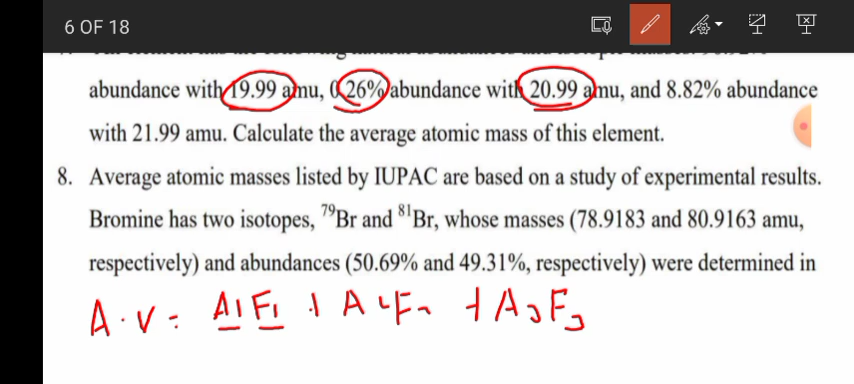 6 OF 18
abundance with 19.99 amu, 0.26% abundance with 20.99 amu, and 8.82% abundance
with 21.99 amu. Calculate the average atomic mass of this element.
8. Average atomic masses listed by IUPAC are based on a study of experimental results.
Bromine has two isotopes, ⁷⁹Br and ⁸¹Br, whose masses (78.9183 and 80.9163 amu,
respectively) and abundances (50.69% and 49.31%, respectively) were determined in
A.V = A₁F₁ + A₂F₂ + A₃F₃